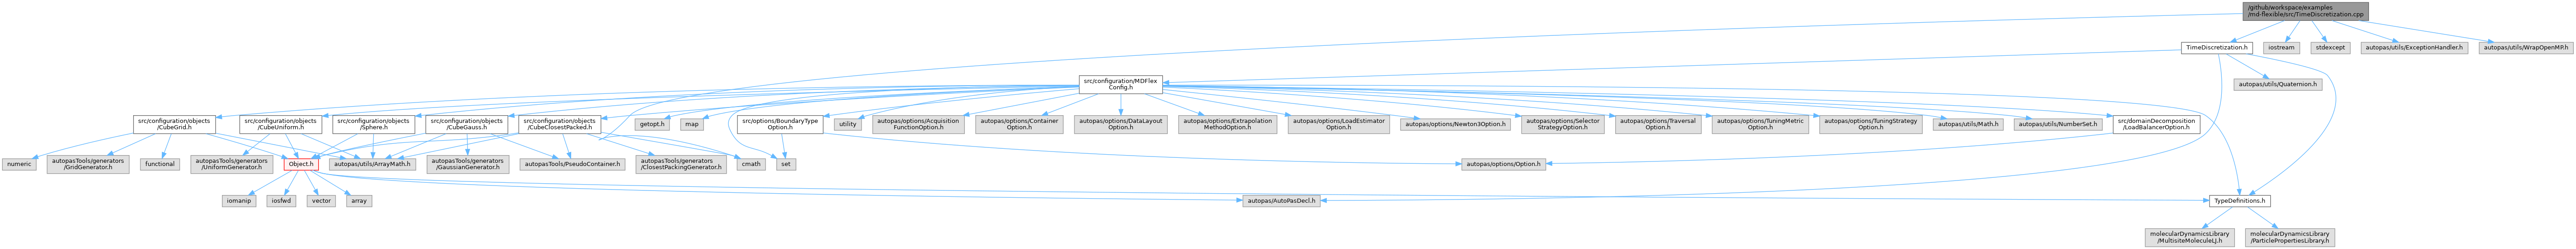 /github/workspace/examples
/md-flexible/src/TimeDiscretization.cpp
TimeDiscretization.h
iostream
stdexcept
autopas/utils/ExceptionHandler.h
autopas/utils/WrapOpenMP.h
src/configuration/MDFlex
Config.h
autopas/utils/Quaternion.h
src/configuration/objects
/CubeGrid.h
src/configuration/objects
/CubeUniform.h
src/configuration/objects
/Sphere.h
src/configuration/objects
/CubeGauss.h
src/configuration/objects
/CubeClosestPacked.h
getopt.h
map
src/options/BoundaryType
Option.h
utility
autopas/options/Acquisition
FunctionOption.h
autopas/options/Container
Option.h
autopas/options/DataLayout
Option.h
autopas/options/Extrapolation
MethodOption.h
autopas/options/LoadEstimator
Option.h
autopas/options/Newton3Option.h
autopas/options/Selector
StrategyOption.h
autopas/options/Traversal
Option.h
autopas/options/TuningMetric
Option.h
autopas/options/TuningStrategy
Option.h
autopas/utils/Math.h
autopas/utils/NumberSet.h
src/domainDecomposition
/LoadBalancerOption.h
numeric
autopasTools/generators
/GridGenerator.h
functional
autopasTools/generators
/UniformGenerator.h
Object.h
autopas/utils/ArrayMath.h
autopasTools/generators
/GaussianGenerator.h
autopasTools/PseudoContainer.h
autopasTools/generators
/ClosestPackingGenerator.h
cmath
set
autopas/options/Option.h
iomanip
iosfwd
vector
array
autopas/AutoPasDecl.h
TypeDefinitions.h
molecularDynamicsLibrary
/MultisiteMoleculeLJ.h
molecularDynamicsLibrary
/ParticlePropertiesLibrary.h